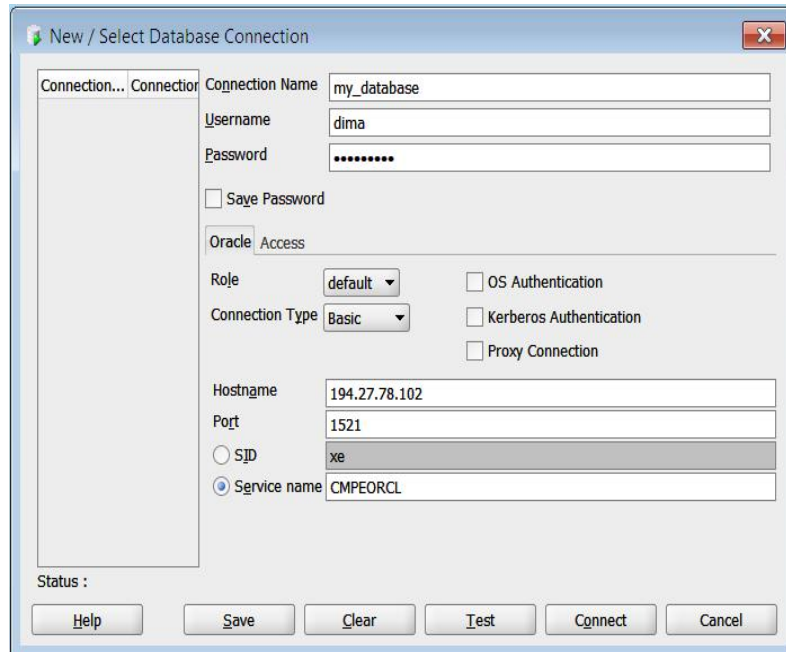 New / Select Database Connection
Connection... Connection
Connection Name my_database
Username dima
Password •••••••••
Save Password
Oracle Access
Role default OS Authentication
Connection Type Basic Kerberos Authentication
Proxy Connection
Hostname 194.27.78.102
Port 1521
SID xe
Service name CMPEORCL
Status :
Help Save Clear Test Connect Cancel